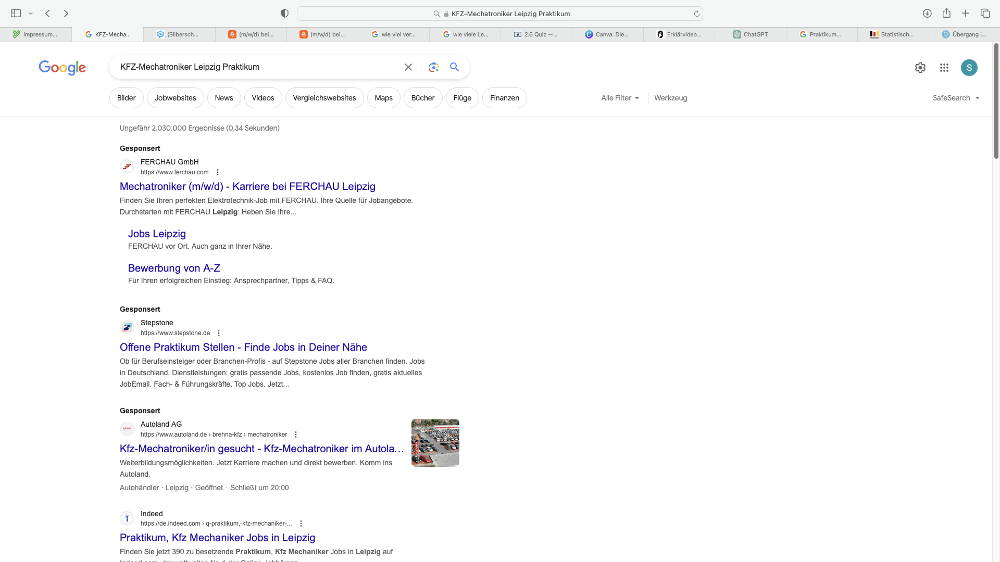 KFZ-Mechatroniker Leipzig Praktikum
Impressum...
KFZ-Mecha...
(Silbersch...
(m/w/d) bei...
(m/w/d) bei...
wie viel ver...
wie viele Le...
2.6 Quiz —...
Canva: Die...
Erklärvideo...
ChatGPT
Praktikum...
Statistisch...
Übergang i...
Google
KFZ-Mechatroniker Leipzig Praktikum
S
Bilder
Jobwebsites
News
Videos
Vergleichswebsites
Maps
Bücher
Flüge
Finanzen
Alle Filter
Werkzeug
SafeSearch
Ungefähr 2.030.000 Ergebnisse (0,34 Sekunden)
Gesponsert
FERCHAU GmbH
https://www.ferchau.com
Mechatroniker (m/w/d) - Karriere bei FERCHAU Leipzig
Finden Sie Ihren perfekten Elektrotechnik-Job mit FERCHAU. Ihre Quelle für Jobangebote.
Durchstarten mit FERCHAU Leipzig: Heben Sie Ihre...
Jobs Leipzig
FERCHAU vor Ort. Auch ganz in Ihrer Nähe.
Bewerbung von A-Z
Für Ihren erfolgreichen Einstieg: Ansprechpartner, Tipps & FAQ.
Gesponsert
Stepstone
https://www.stepstone.de
Offene Praktikum Stellen - Finde Jobs in Deiner Nähe
Ob für Berufseinsteiger oder Branchen-Profis - auf Stepstone Jobs aller Branchen finden. Jobs
in Deutschland. Dienstleistungen: gratis passende Jobs, kostenlos Job finden, gratis aktuelles
JobEmail. Fach- & Führungskräfte. Top Jobs. Jetzt...
Gesponsert
Autoland AG
https://www.autoland.de › brehna-kfz › mechatroniker
Kfz-Mechatroniker/in gesucht - Kfz-Mechatroniker im Autola...
Weiterbildungsmöglichkeiten. Jetzt Karriere machen und direkt bewerben. Komm ins
Autoland.
Autohändler · Leipzig · Geöffnet · Schließt um 20:00
Indeed
https://de.indeed.com › q-praktikum,-kfz-mechaniker-...
Praktikum, Kfz Mechaniker Jobs in Leipzig
Finden Sie jetzt 390 zu besetzende Praktikum, Kfz Mechaniker Jobs in Leipzig auf
Indeed.com, der weltweiten Nr. 1 der Online-Jobbörsen.